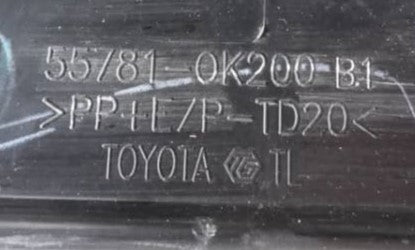 55781-0K200 B1
>PP+E/P-TD20<
TOYOTA TL